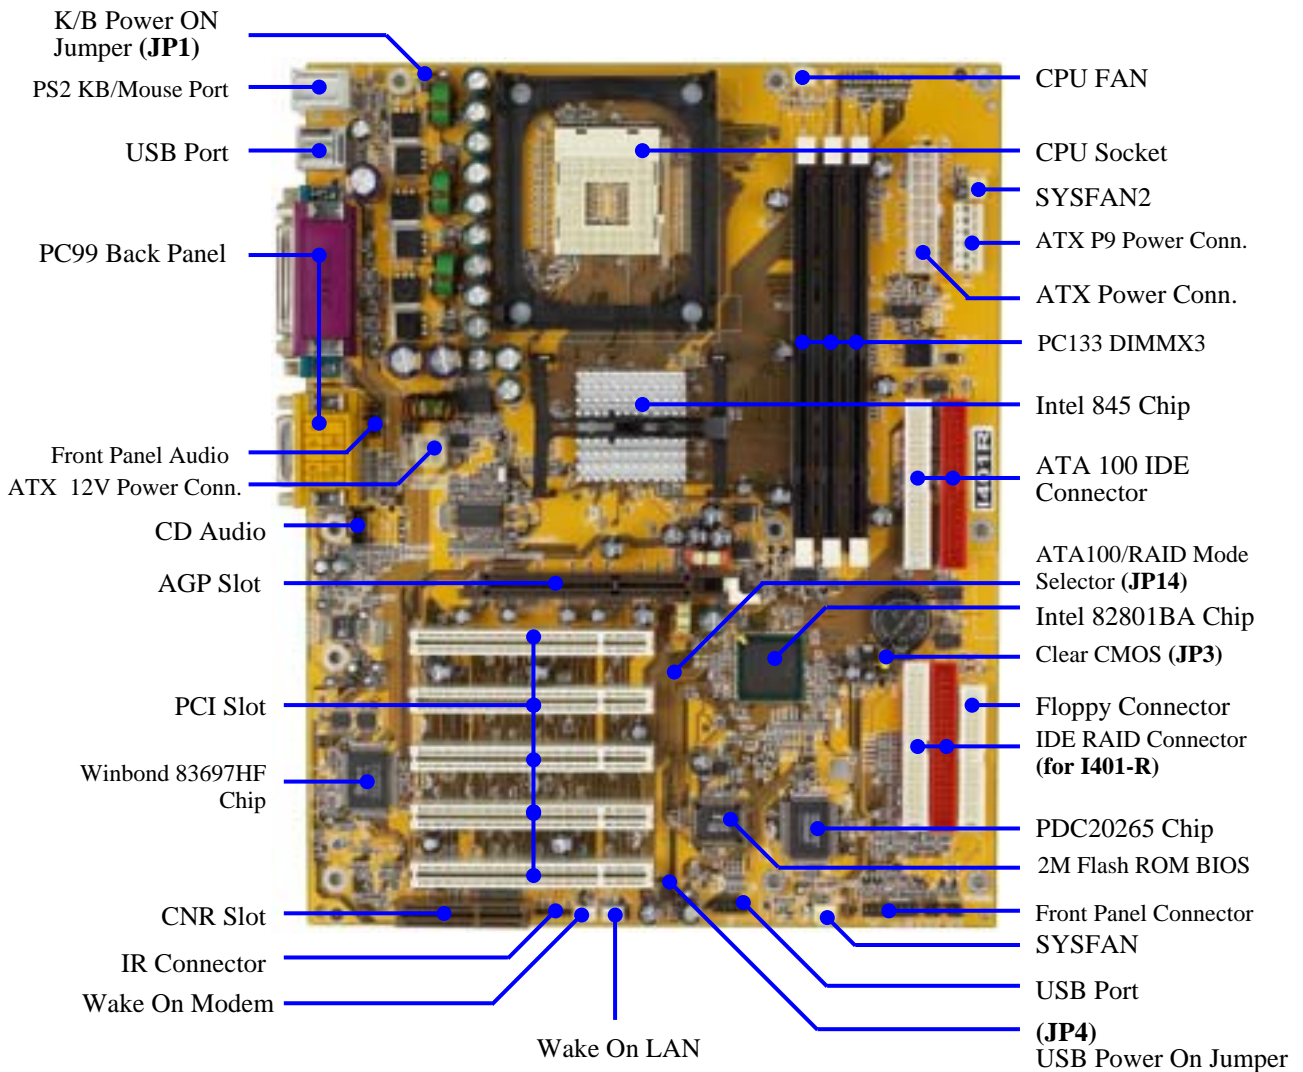 K/B Power ON
Jumper (JP1)
PS2 KB/Mouse Port
USB Port
PC99 Back Panel
Front Panel Audio
ATX 12V Power Conn.
CD Audio
AGP Slot
PCI Slot
Winbond 83697HF
Chip
CNR Slot
IR Connector
Wake On Modem
Wake On LAN
CPU FAN
CPU Socket
SYSFAN2
ATX P9 Power Conn.
ATX Power Conn.
PC133 DIMMX3
Intel 845 Chip
ATA 100 IDE
Connector
I401R
ATA100/RAID Mode
Selector (JP14)
Intel 82801BA Chip
Clear CMOS (JP3)
Floppy Connector
IDE RAID Connector
(for I401-R)
PDC20265 Chip
2M Flash ROM BIOS
Front Panel Connector
SYSFAN
USB Port
(JP4)
USB Power On Jumper